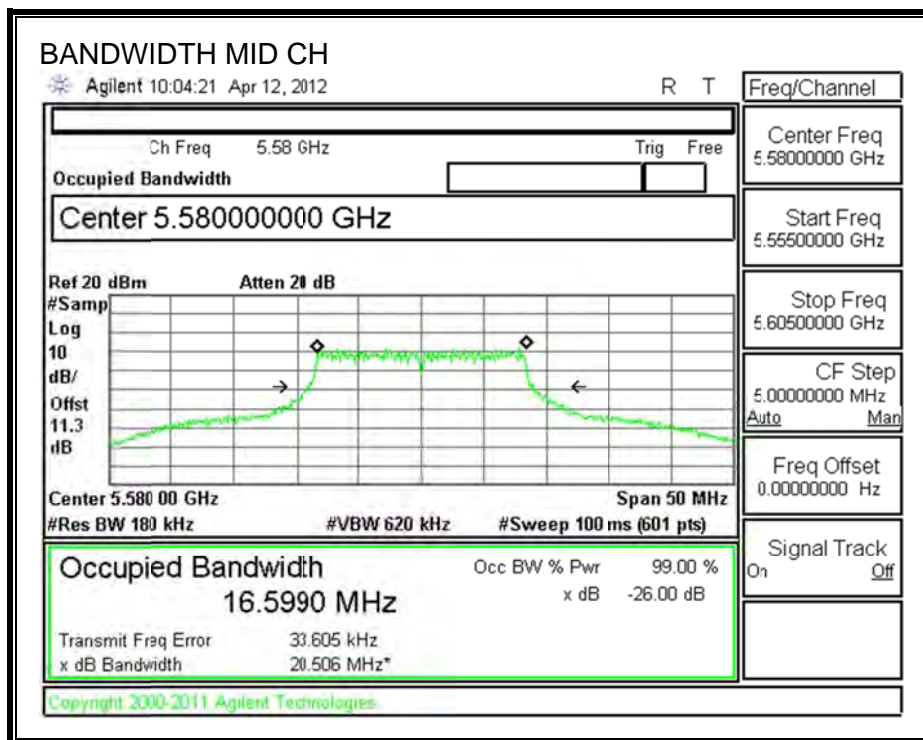 BANDWIDTH MID CH
Agilent 10:04:21 Apr 12, 2012 R T
Freq/Channel
Ch Freq 5.58 GHz Trig Free
Occupied Bandwidth
Center 5.580000000 GHz
Ref 20 dBm Atten 20 dB
#Samp
Log
10
dB/
Offst
11.3
dB
Center 5.580 00 GHz Span 50 MHz
#Res BW 180 kHz #VBW 620 kHz #Sweep 100 ms (601 pts)
Occupied Bandwidth
16.5990 MHz
Occ BW % Pwr 99.00 %
x dB -26.00 dB
Transmit Freq Error 33.605 kHz
x dB Bandwidth 20.506 MHz*
Copyright 2000-2011 Agilent Technologies
Center Freq
5.58000000 GHz
Start Freq
5.55500000 GHz
Stop Freq
5.60500000 GHz
CF Step
5.00000000 MHz
Auto Man
Freq Offset
0.00000000 Hz
Signal Track
On Off